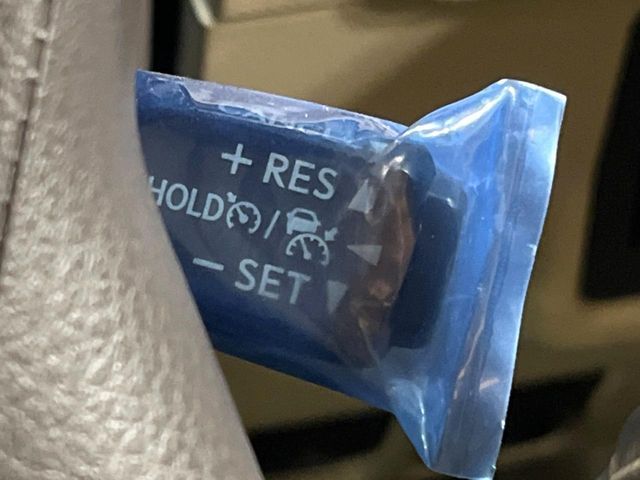 + RES
HOLD /
- SET